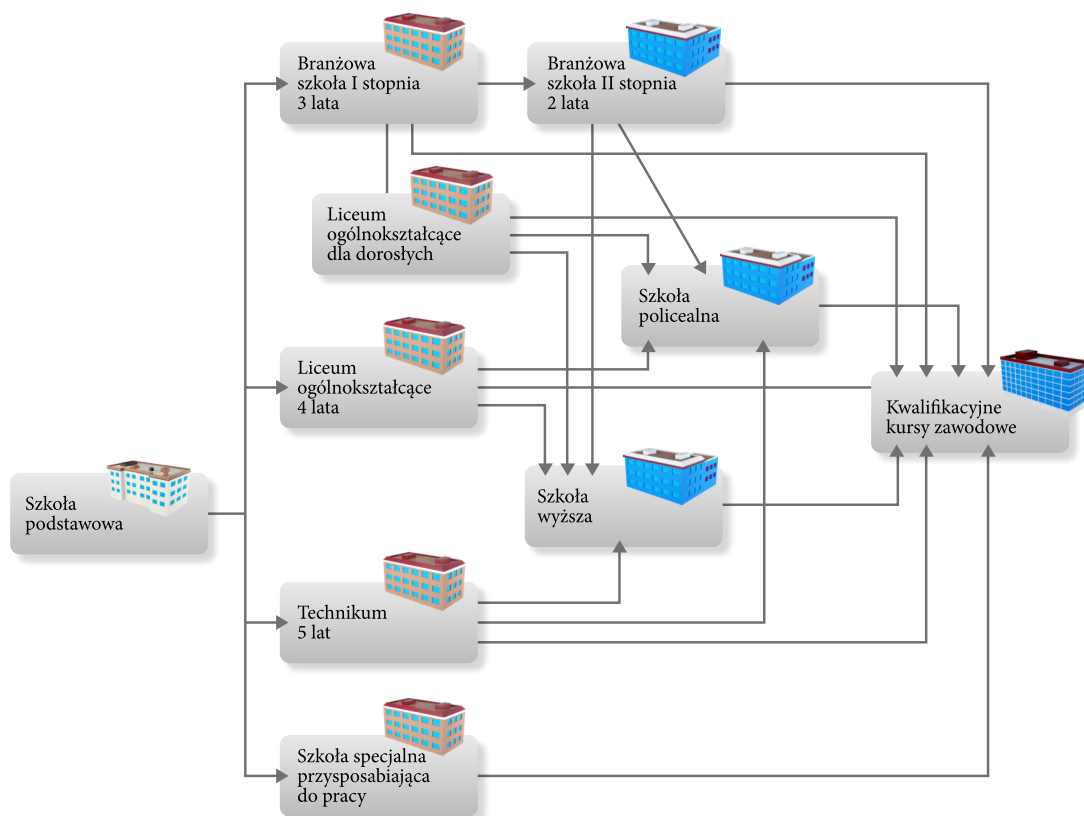 Branżowa
szkoła I stopnia
3 lata
Branżowa
szkoła II stopnia
2 lata
Liceum
ogólnokształcące
dla dorosłych
Szkoła
policealna
Liceum
ogólnokształcące
4 lata
Kwalifikacyjne
kursy zawodowe
Szkoła
podstawowa
Szkoła
wyższa
Technikum
5 lat
Szkoła specjalna
przysposabiająca
do pracy